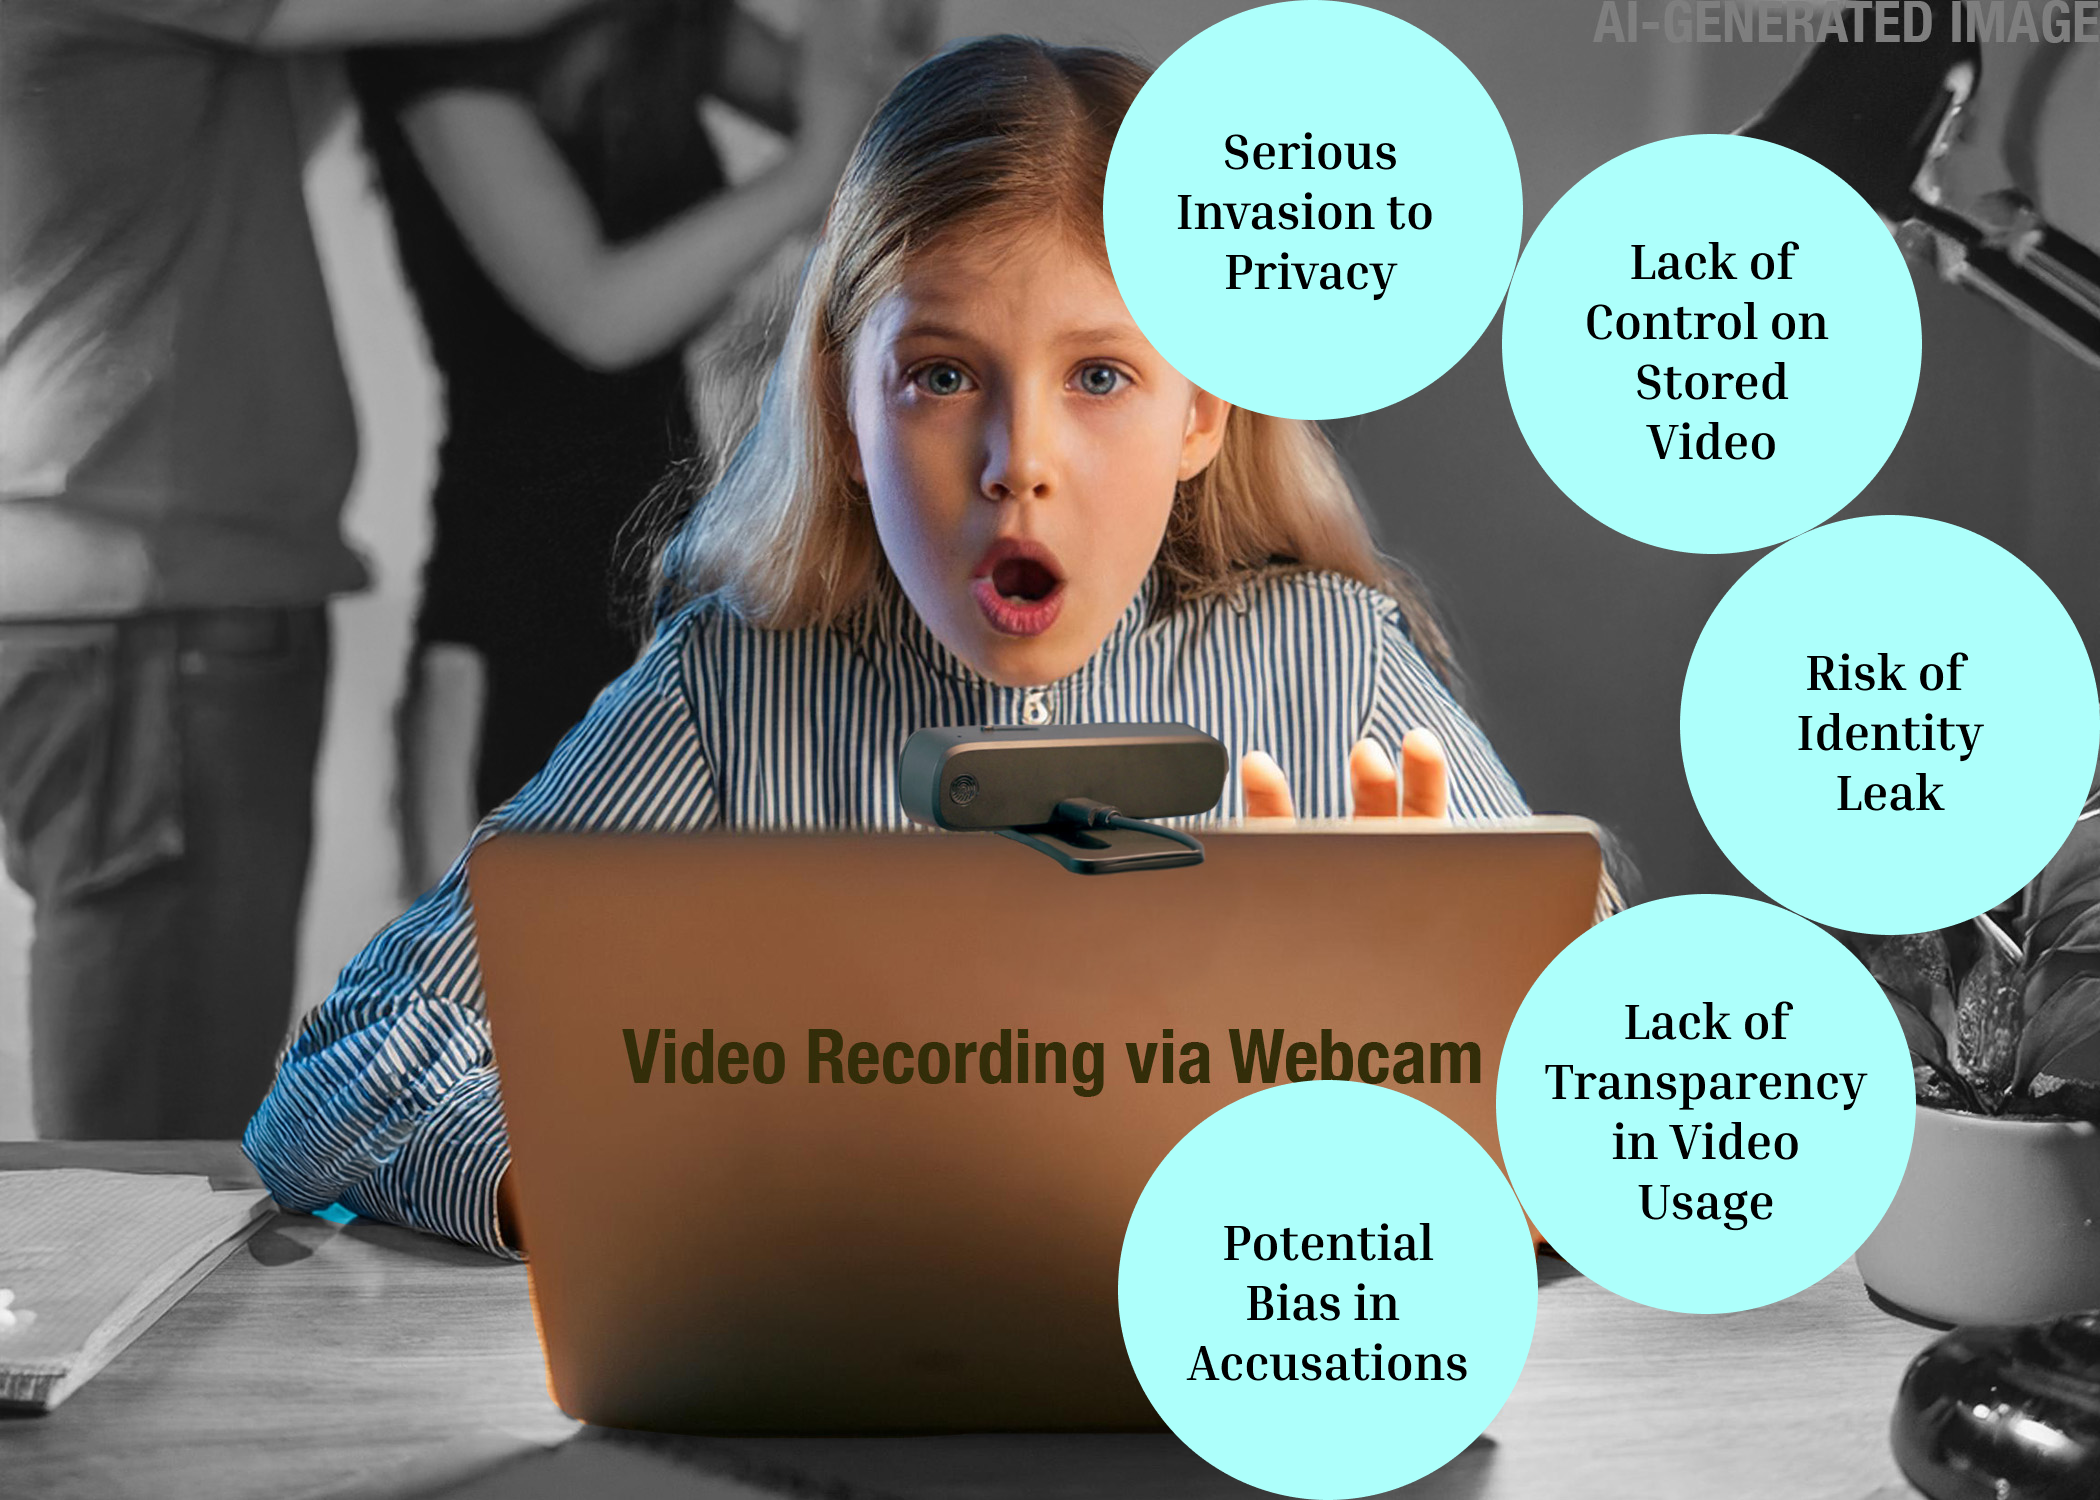 AI-GENERATED IMAGE
Serious
Invasion to
Privacy
Lack of
Control on
Stored
Video
Risk of
Identity
Leak
Lack of
Transparency
in Video
Usage
Potential
Bias in
Accusations
Video Recording via Webcam